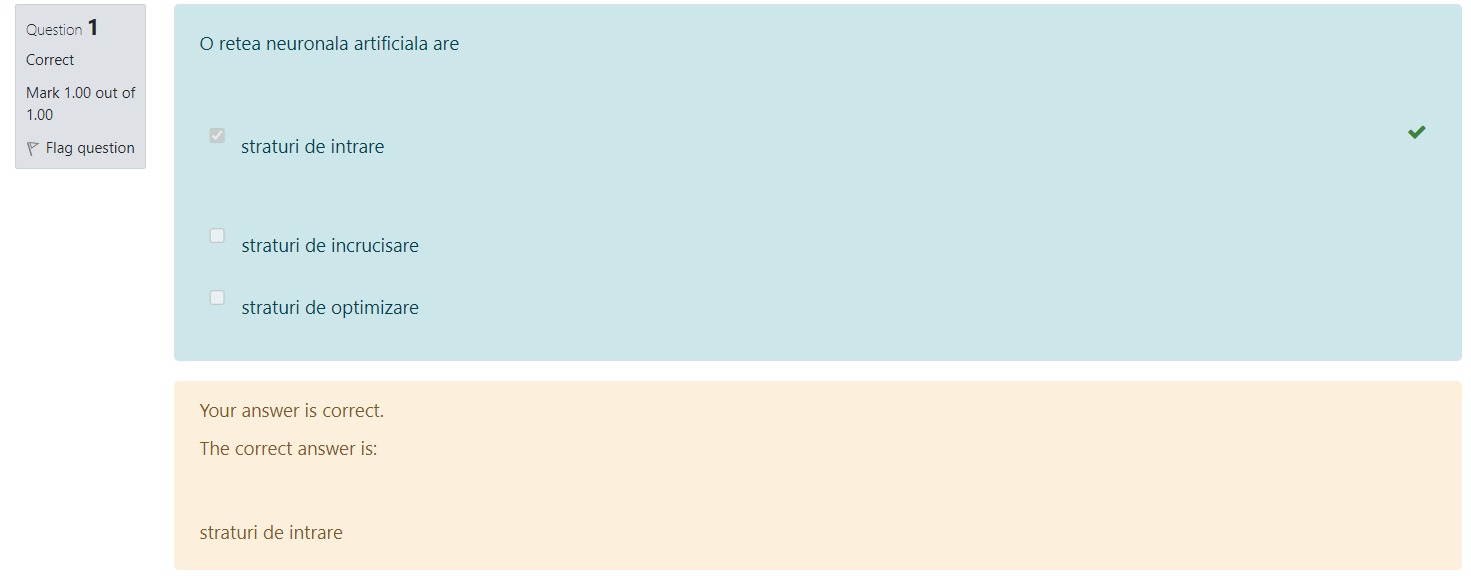 Question 1
Correct
Mark 1.00 out of
1.00
Flag question
O retea neuronala artificiala are
straturi de intrare
straturi de incrucisare
straturi de optimizare
Your answer is correct.
The correct answer is:
straturi de intrare